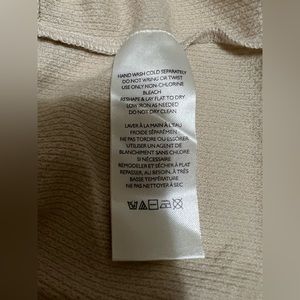 HAND WASH COLD SEPARATELY
DO NOT WRING OR TWIST
USE ONLY NON-CHLORINE
BLEACH
RESHAPE & LAY FLAT TO DRY
LOW IRON AS NEEDED
DO NOT DRY CLEAN
LAVER À LA MAIN À L'EAU
FROIDE SÉPARÉMENT
NE PAS TORDRE OU ESSORER
UTILISER UN AGENT DE
BLANCHIMENT SANS CHLORE
SI NÉCESSAIRE
REMODELER ET SÉCHER À PLAT
REPASSER, AU BESOIN, À TRÈS
BASSE TEMPÉRATURE
NE PAS NETTOYER À SEC